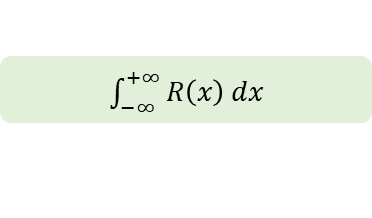 ∫_{-∞}^{+∞} R(x) dx